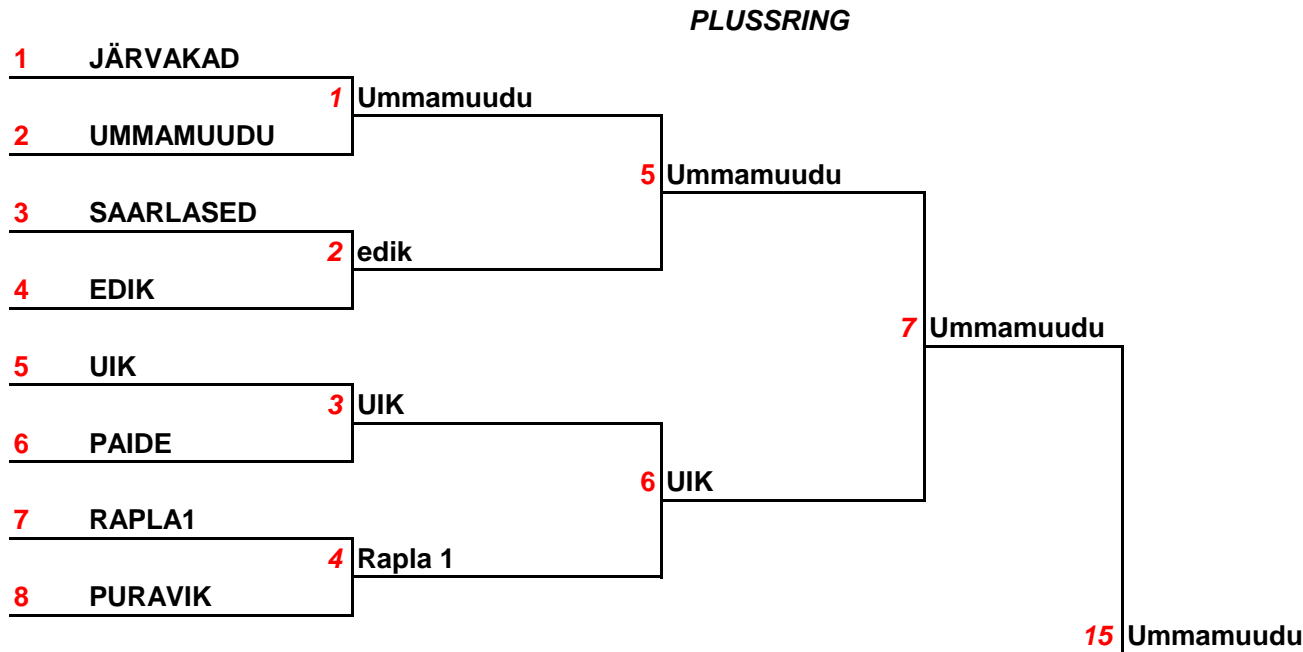 PLUSSRING
1 JÄRVAKAD
1 Ummamuudu
2 UMMAMUUDU
5 Ummamuudu
3 SAARLASED
2 edik
4 EDIK
7 Ummamuudu
5 UIK
3 UIK
6 PAIDE
6 UIK
7 RAPLA1
4 Rapla 1
8 PURAVIK
15 Ummamuudu